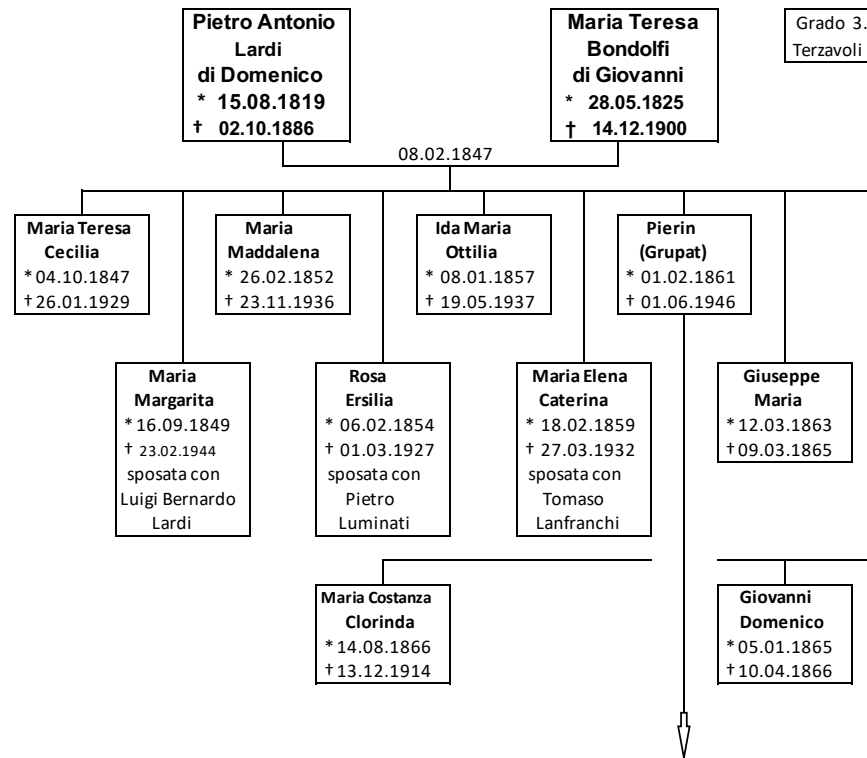 Pietro Antonio
Lardi
di Domenico
* 15.08.1819
† 02.10.1886
Maria Teresa
Bondolfi
di Giovanni
* 28.05.1825
† 14.12.1900
Grado 3.
Terzavoli
08.02.1847
Maria Teresa
Cecilia
* 04.10.1847
† 26.01.1929
Maria
Maddalena
* 26.02.1852
† 23.11.1936
Ida Maria
Ottilia
* 08.01.1857
† 19.05.1937
Pierin
(Grupat)
* 01.02.1861
† 01.06.1946
Maria
Margarita
* 16.09.1849
† 23.02.1944
sposata con
Luigi Bernardo
Lardi
Rosa
Ersilia
* 06.02.1854
† 01.03.1927
sposata con
Pietro
Luminati
Maria Elena
Caterina
* 18.02.1859
† 27.03.1932
sposata con
Tomaso
Lanfranchi
Giuseppe
Maria
* 12.03.1863
† 09.03.1865
Maria Costanza
Clorinda
* 14.08.1866
† 13.12.1914
Giovanni
Domenico
* 05.01.1865
† 10.04.1866